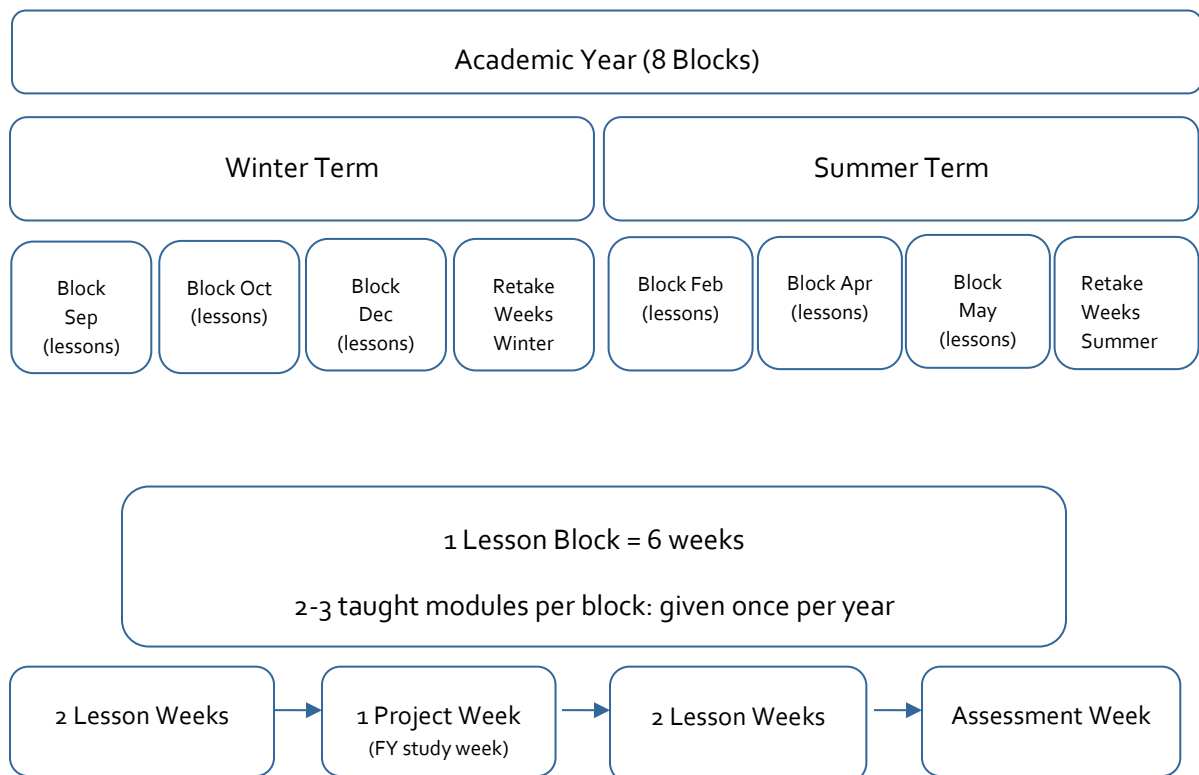 Academic Year (8 Blocks)
Winter Term
Summer Term
Block
Sep
(lessons)
Block Oct
(lessons)
Block
Dec
(lessons)
Retake
Weeks
Winter
Block Feb
(lessons)
Block Apr
(lessons)
Block
May
(lessons)
Retake
Weeks
Summer
1 Lesson Block = 6 weeks
2-3 taught modules per block: given once per year
2 Lesson Weeks
1 Project Week
(FY study week)
2 Lesson Weeks
Assessment Week